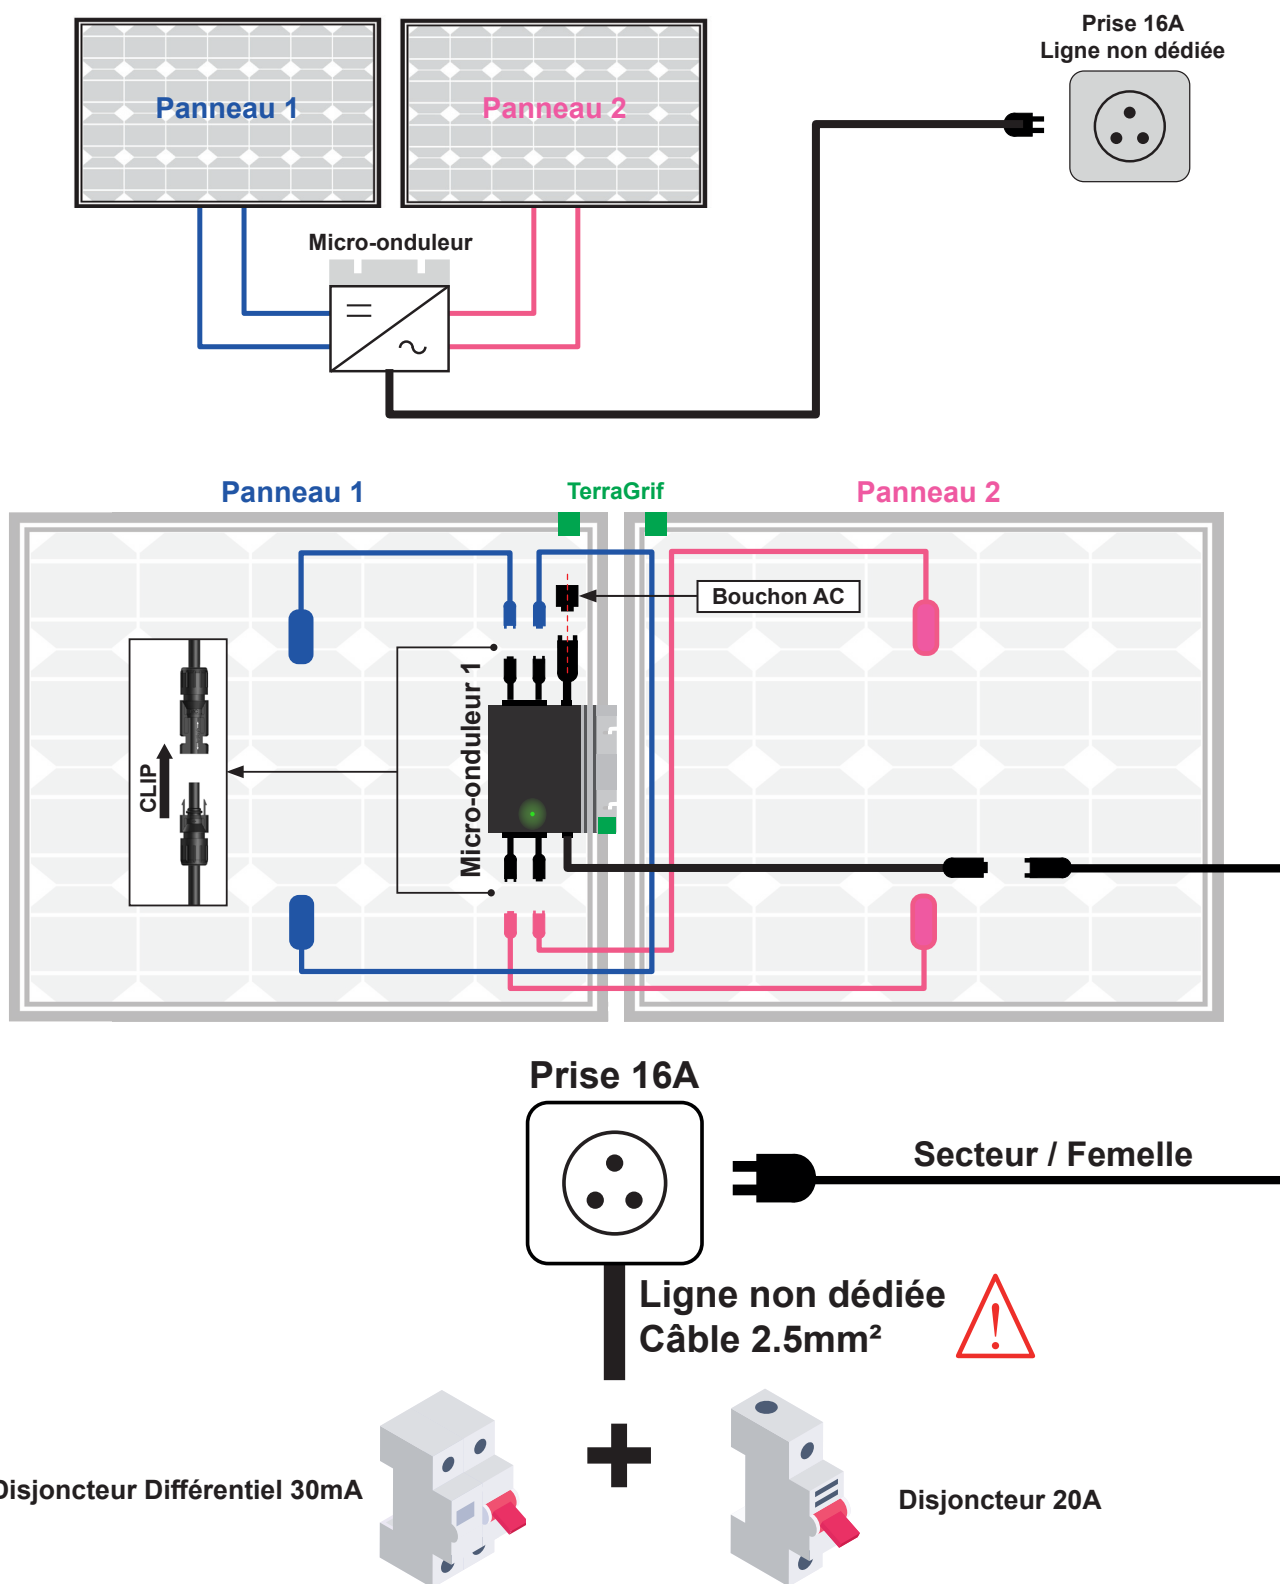 Prise 16A
Ligne non dédiée
Panneau 1
Panneau 2
Micro-onduleur
Panneau 1
TerraGrif
Panneau 2
Bouchon AC
CLIP
Micro-onduleur 1
Prise 16A
Secteur / Femelle
Ligne non dédiée
Câble 2.5mm²
Disjoncteur Différentiel 30mA
Disjoncteur 20A